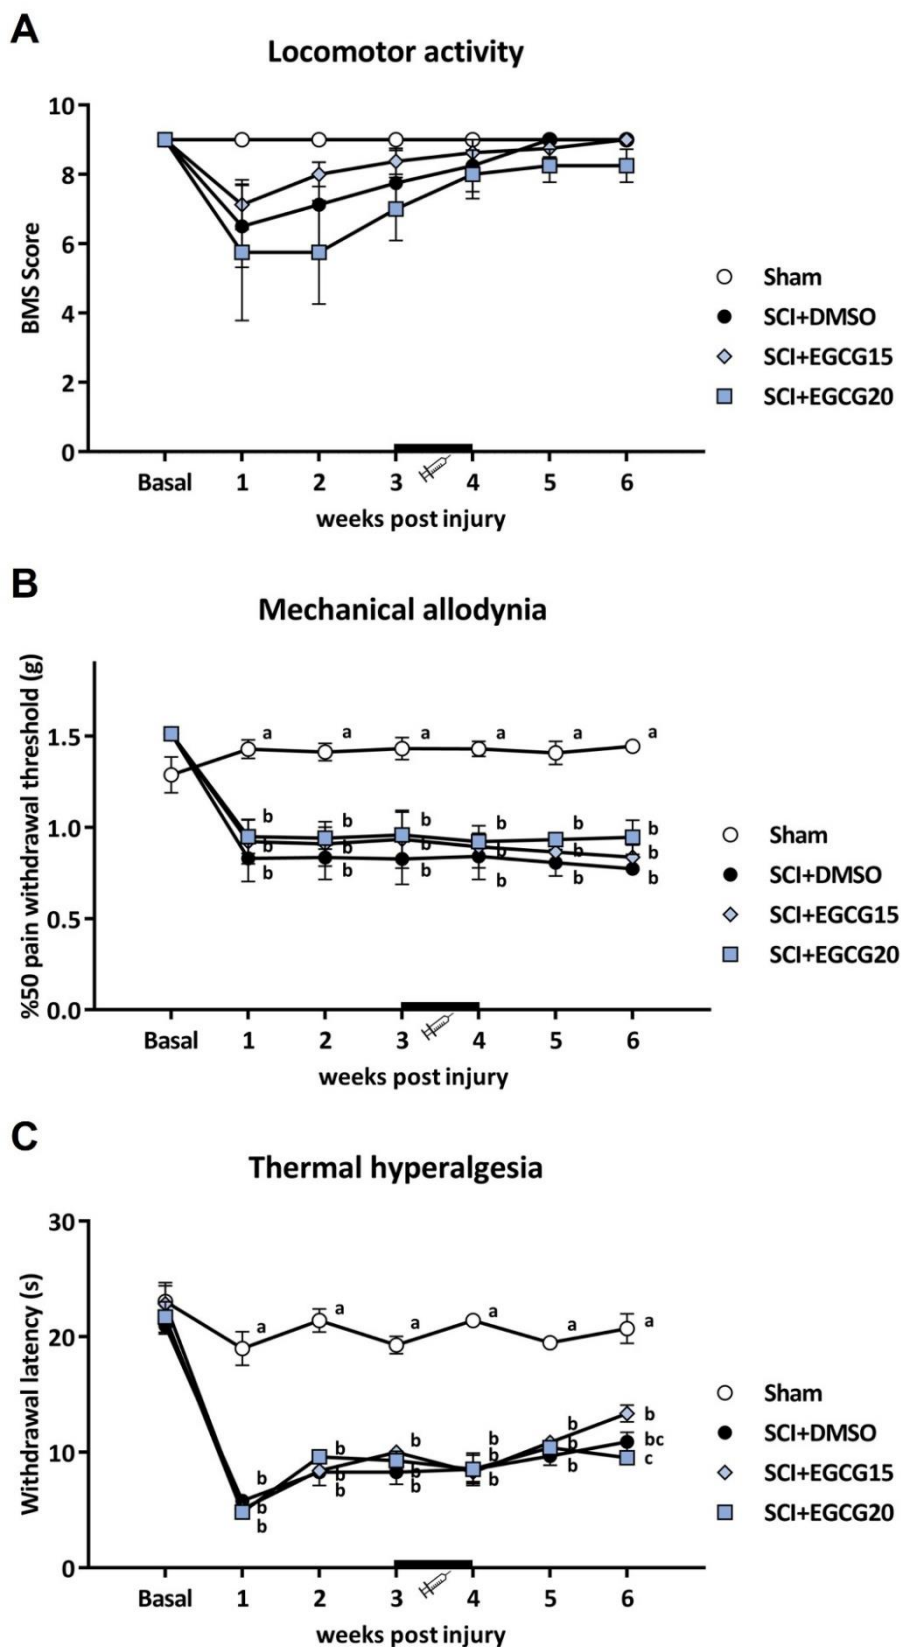 A
Locomotor activity
10
8
6
4
2
0
BMS Score
Basal 1 2 3 4 5 6
weeks post injury
Sham
SCI+DMSO
SCI+EGCG15
SCI+EGCG20
B
Mechanical allodynia
1.5
1.0
0.5
0.0
%50 pain withdrawal threshold (g)
a a a a a a
b b b b b b
b b b b b b
b b b b b b
Basal 1 2 3 4 5 6
weeks post injury
Sham
SCI+DMSO
SCI+EGCG15
SCI+EGCG20
C
Thermal hyperalgesia
30
20
10
0
Withdrawal latency (s)
a a a a a a
b b b b b b
b b b b b bc
b b b b b c
Basal 1 2 3 4 5 6
weeks post injury
Sham
SCI+DMSO
SCI+EGCG15
SCI+EGCG20